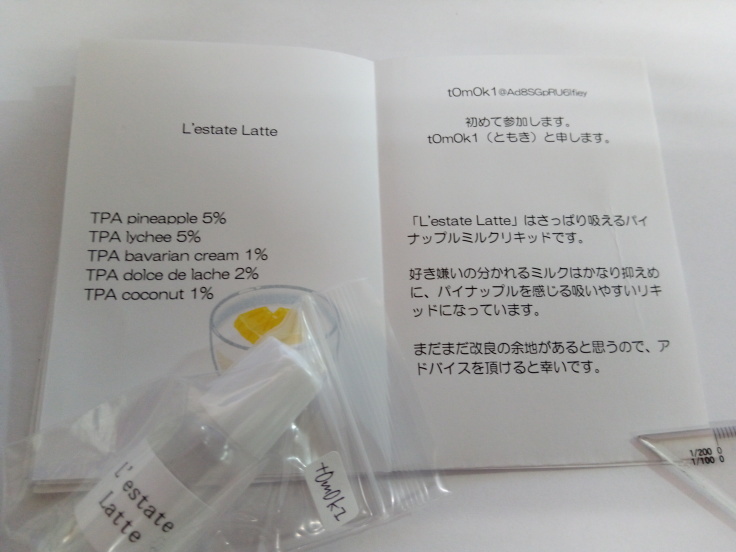 L'estate Latte
TPA pineapple 5%
TPA lychee 5%
TPA bavarian cream 1%
TPA dolce de lache 2%
TPA coconut 1%
L'estate
Latte
tOmOk1
tOmOk1@Ad8SGpRU6lfiey
初めて参加します。
tOmOk1（ともき）と申します。
「L'estate Latte」はさっぱり吸えるパイ
ナップルミルクリキッドです。
好き嫌いの分かれるミルクはかなり抑えめ
に、パイナップルを感じる吸いやすいリキ
ッドになっています。
まだまだ改良の余地があると思うので、ア
ドバイスを頂けると幸いです。
1/200 0
1/100 0